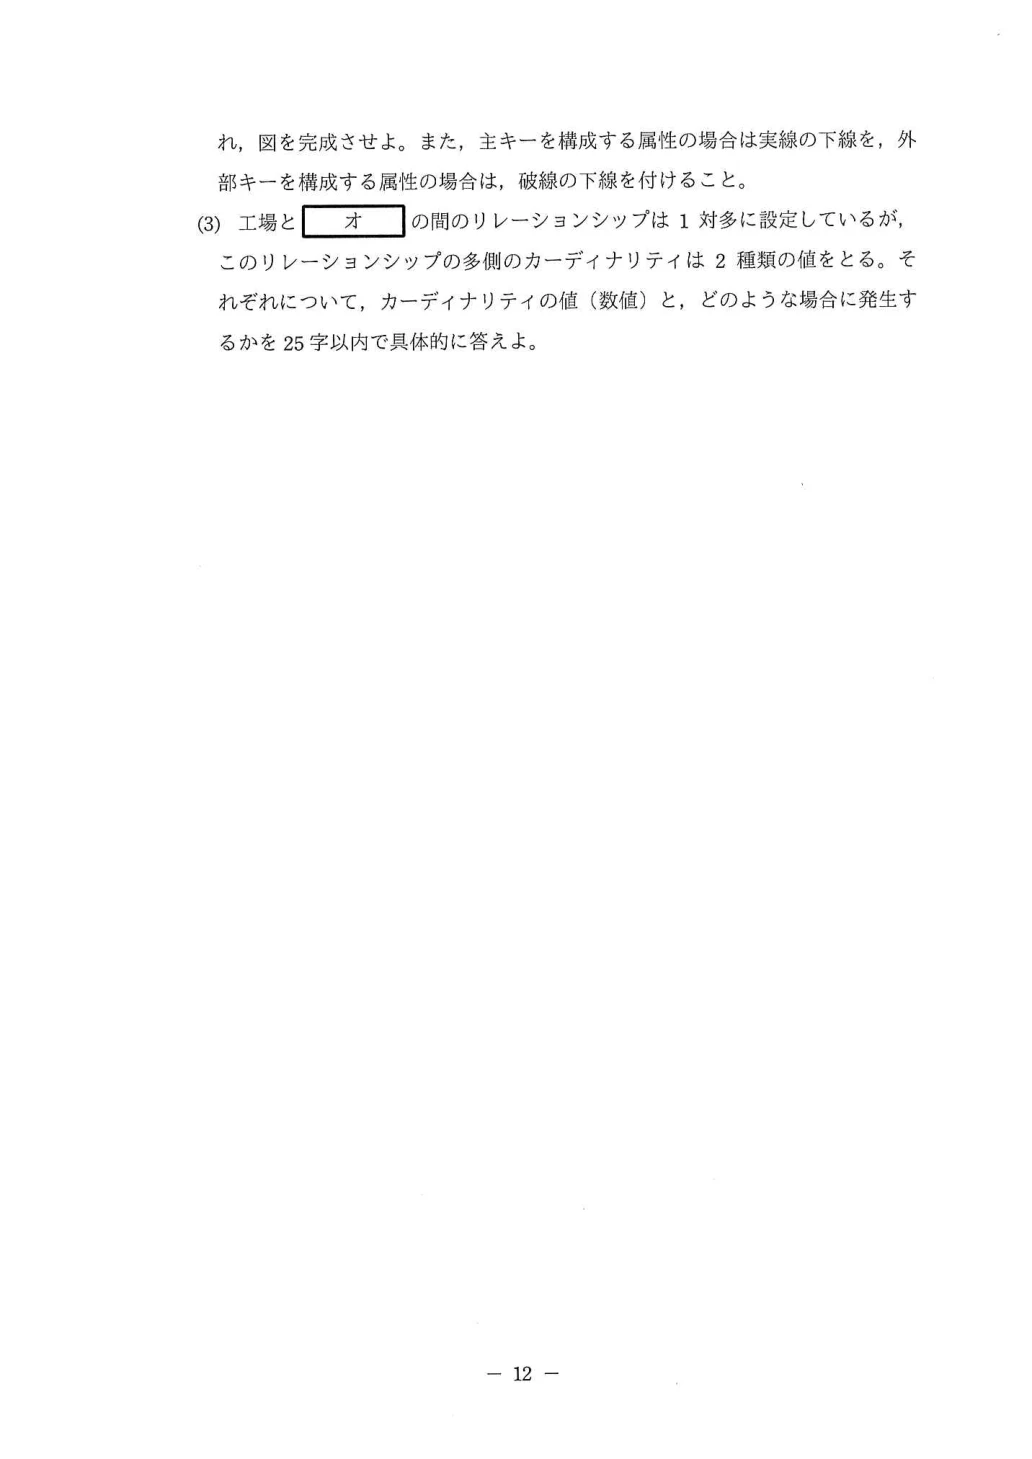 れ，図を完成させよ。また，主キーを構成する属性の場合は実線の下線を，外
部キーを構成する属性の場合は，破線の下線を付けること。
(3) 工場と オ の間のリレーションシップは 1 対多に設定しているが，
このリレーションシップの多側のカーディナリティは 2 種類の値をとる。そ
れぞれについて，カーディナリティの値（数値）と，どのような場合に発生す
るかを 25 字以内で具体的に答えよ。
― 12 ―